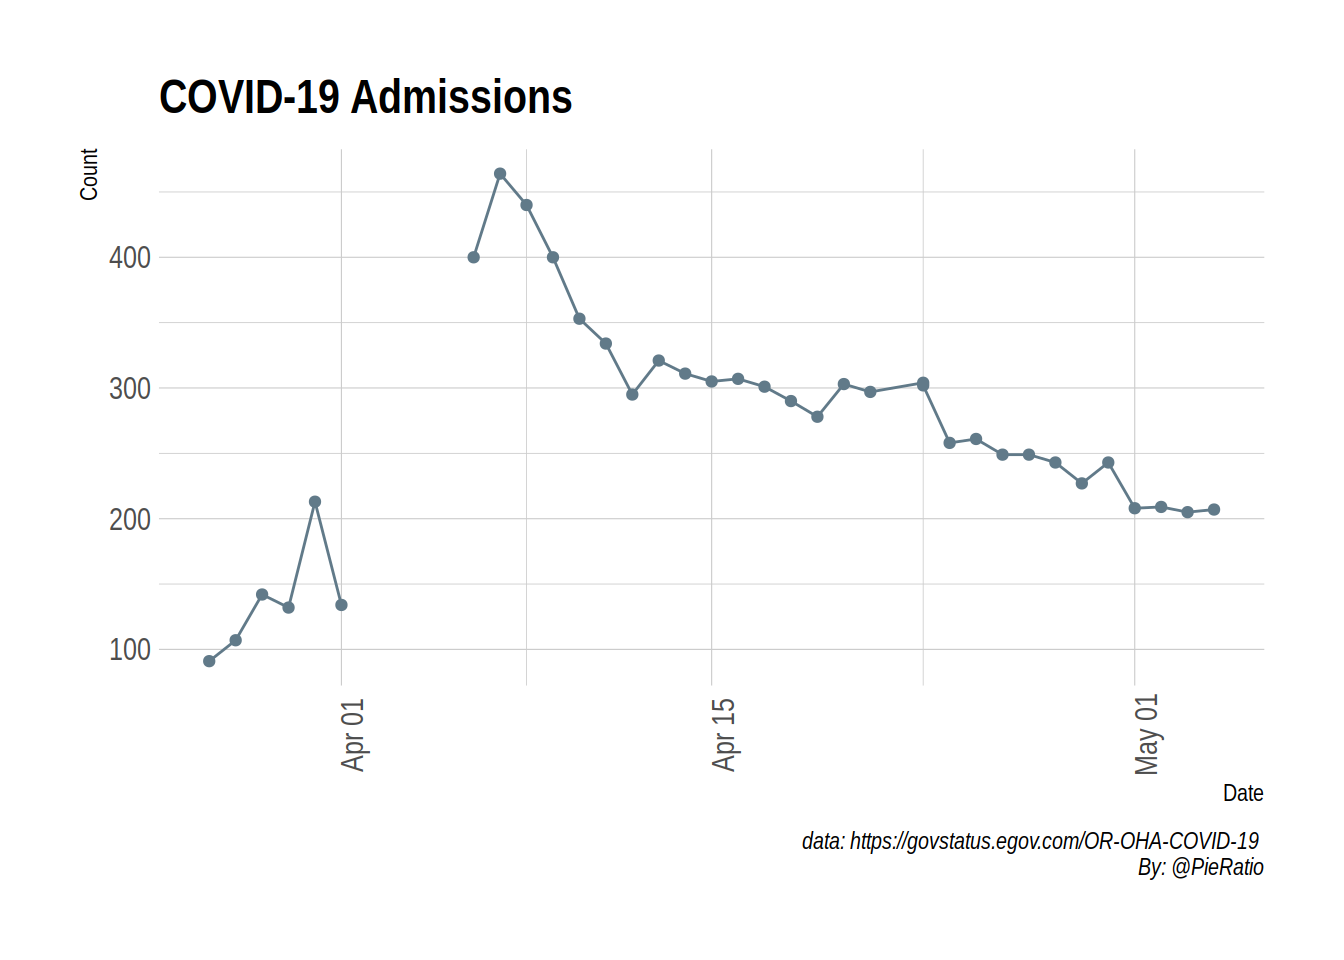 COVID-19 Admissions
Count
400
300
200
100
Apr 01
Apr 15
May 01
Date
data: https://govstatus.egov.com/OR-OHA-COVID-19
By: @PieRatio